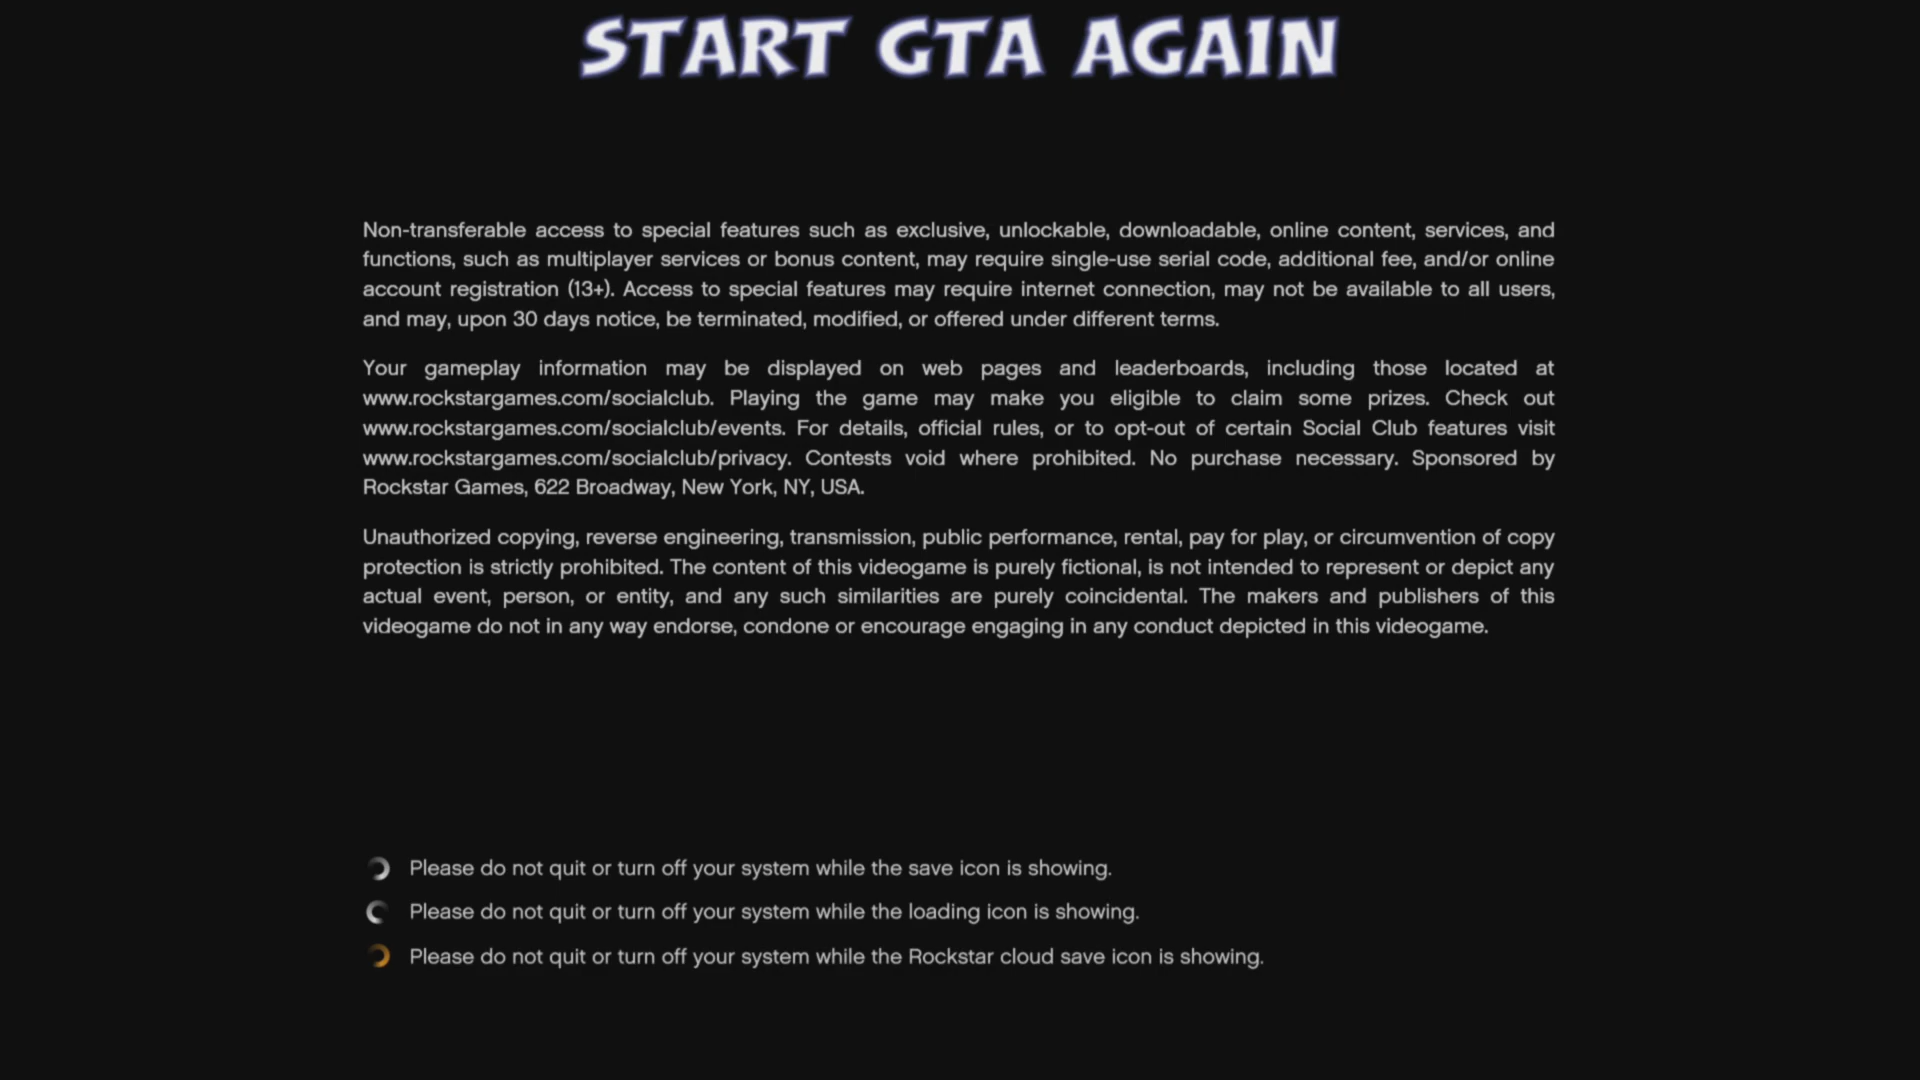 START GTA AGAIN
Non-transferable access to special features such as exclusive, unlockable, downloadable, online content, services, and
functions, such as multiplayer services or bonus content, may require single-use serial code, additional fee, and/or online
account registration (13+). Access to special features may require internet connection, may not be available to all users,
and may, upon 30 days notice, be terminated, modified, or offered under different terms.
Your gameplay information may be displayed on web pages and leaderboards, including those located at
www.rockstargames.com/socialclub. Playing the game may make you eligible to claim some prizes. Check out
www.rockstargames.com/socialclub/events. For details, official rules, or to opt-out of certain Social Club features visit
www.rockstargames.com/socialclub/privacy. Contests void where prohibited. No purchase necessary. Sponsored by
Rockstar Games, 622 Broadway, New York, NY, USA.
Unauthorized copying, reverse engineering, transmission, public performance, rental, pay for play, or circumvention of copy
protection is strictly prohibited. The content of this videogame is purely fictional, is not intended to represent or depict any
actual event, person, or entity, and any such similarities are purely coincidental. The makers and publishers of this
videogame do not in any way endorse, condone or encourage engaging in any conduct depicted in this videogame.
Please do not quit or turn off your system while the save icon is showing.
Please do not quit or turn off your system while the loading icon is showing.
Please do not quit or turn off your system while the Rockstar cloud save icon is showing.